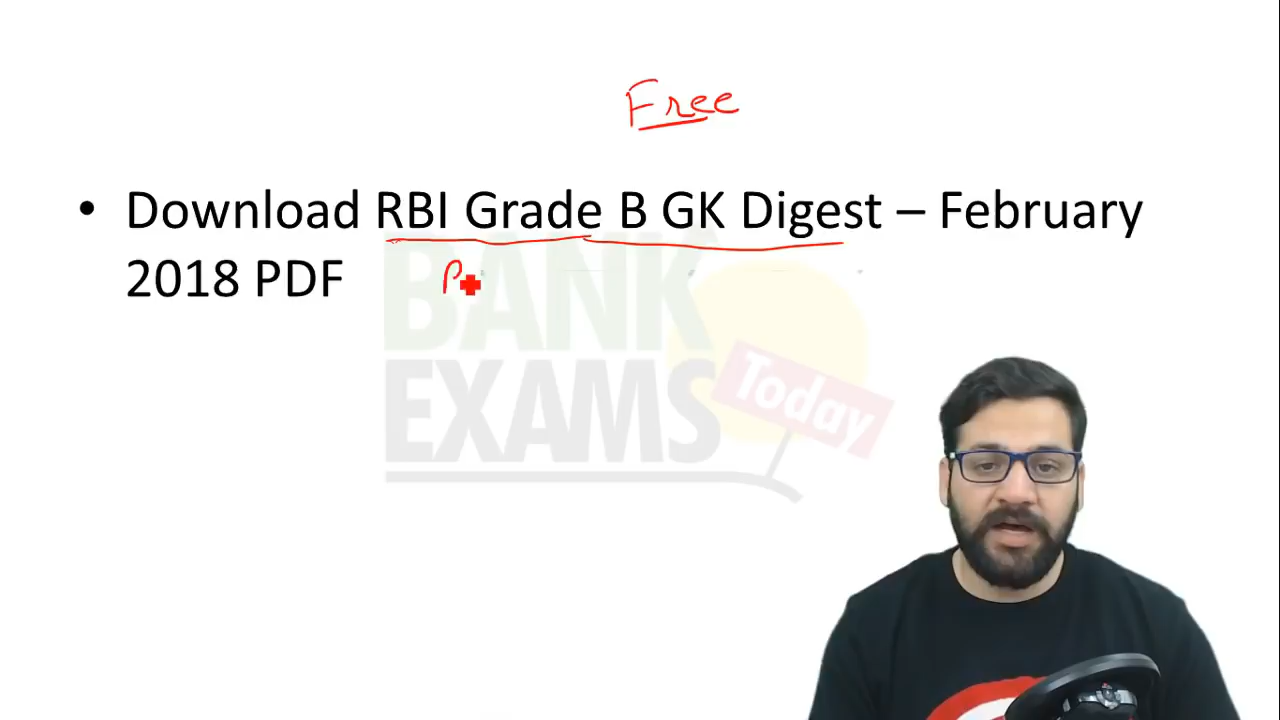 Free
• Download RBI Grade B GK Digest – February
2018 PDF
BANK
EXAMS
Today